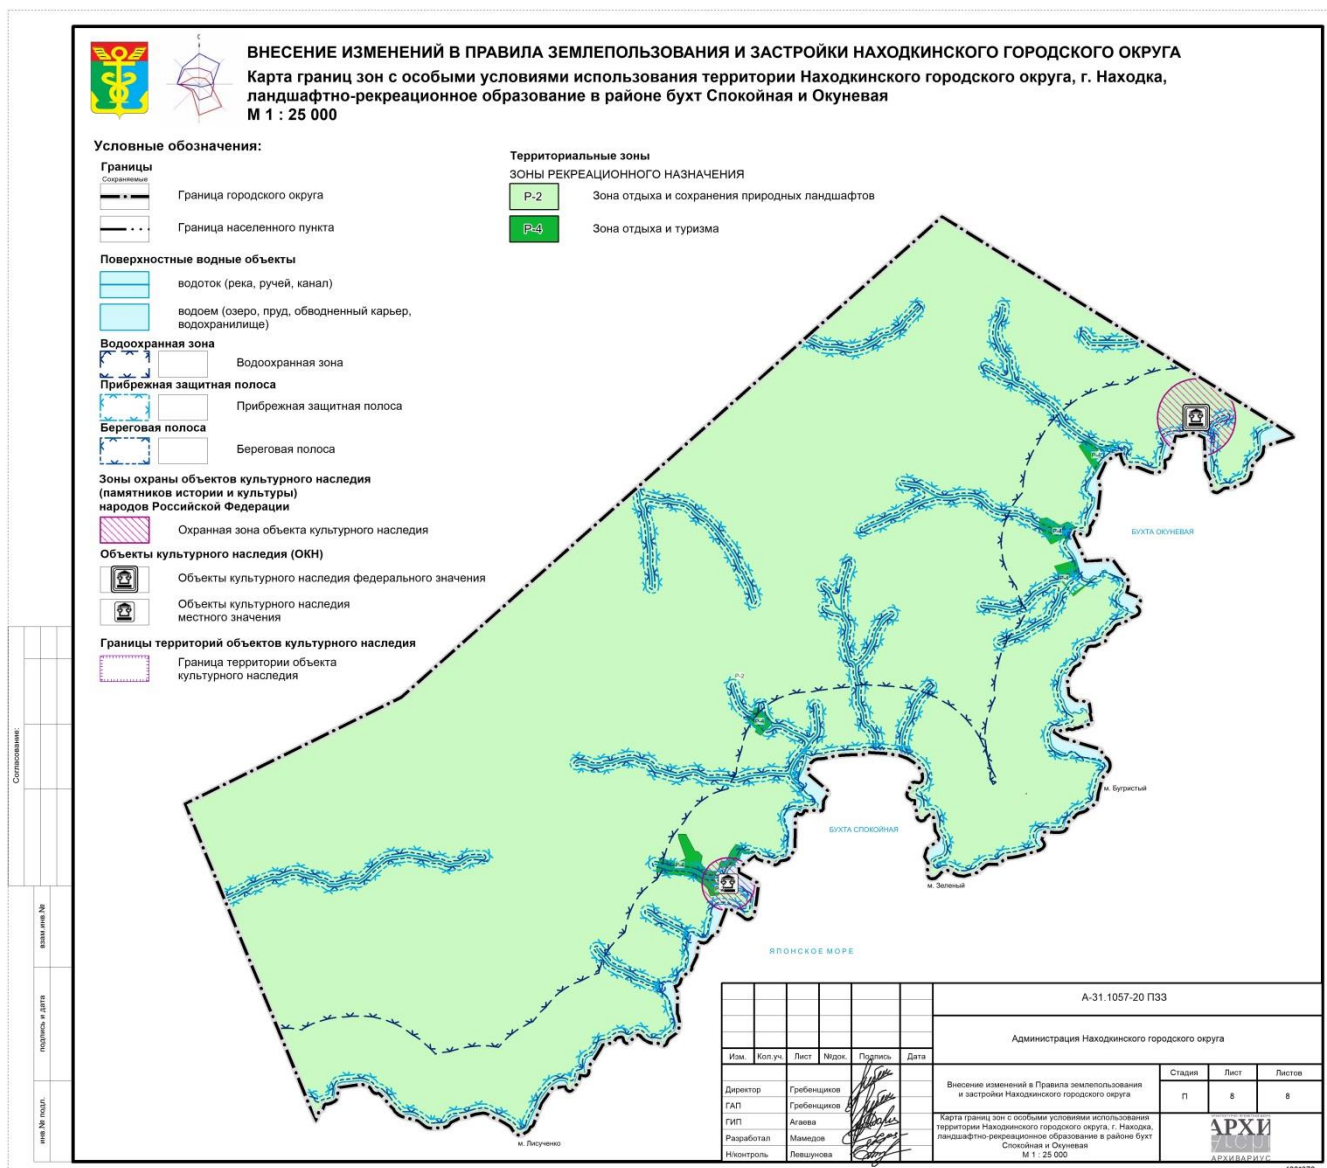 С
ВНЕСЕНИЕ ИЗМЕНЕНИЙ В ПРАВИЛА ЗЕМЛЕПОЛЬЗОВАНИЯ И ЗАСТРОЙКИ НАХОДКИНСКОГО ГОРОДСКОГО ОКРУГА
Карта границ зон с особыми условиями использования территории Находкинского городского округа, г. Находка,
ландшафтно-рекреационное образование в районе бухт Спокойная и Окуневая
М 1 : 25 000
Условные обозначения:
Границы
Сохраняемые
Граница городского округа
Граница населенного пункта
Поверхностные водные объекты
водоток (река, ручей, канал)
водоем (озеро, пруд, обводненный карьер,
водохранилище)
Водоохранная зона
Водоохранная зона
Прибрежная защитная полоса
Прибрежная защитная полоса
Береговая полоса
Береговая полоса
Зоны охраны объектов культурного наследия
(памятников истории и культуры)
народов Российской Федерации
Охранная зона объекта культурного наследия
Объекты культурного наследия (ОКН)
Объекты культурного наследия федерального значения
Объекты культурного наследия
местного значения
Границы территорий объектов культурного наследия
Граница территории объекта
культурного наследия
Территориальные зоны
ЗОНЫ РЕКРЕАЦИОННОГО НАЗНАЧЕНИЯ
Р-2 Зона отдыха и сохранения природных ландшафтов
Р-4 Зона отдыха и туризма
Р-4
Р-4
БУХТА ОКУНЕВАЯ
Р-4
Р-2
Р-4
м. Бугристый
БУХТА СПОКОЙНАЯ
Р-4
м. Зеленый
ЯПОНСКОЕ МОРЕ
м. Лисученко
Согласование:
взам.инв.№
подпись и дата
инв.№ подл.
А-31.1057-20 ПЗЗ
Администрация Находкинского городского округа
Изм. Кол.уч. Лист №док. Подпись Дата
Директор Гребенщиков
ГАП Гребенщиков
ГИП Агаева
Разработал Мамедов
Н/контроль Левшунова
Внесение изменений в Правила землепользования
и застройки Находкинского городского округа
Стадия Лист Листов
П 8 8
Карта границ зон с особыми условиями использования
территории Находкинского городского округа, г. Находка,
ландшафтно-рекреационное образование в районе бухт
Спокойная и Окуневая
М 1 : 25 000
АРХИ
АРХИВАРИУС